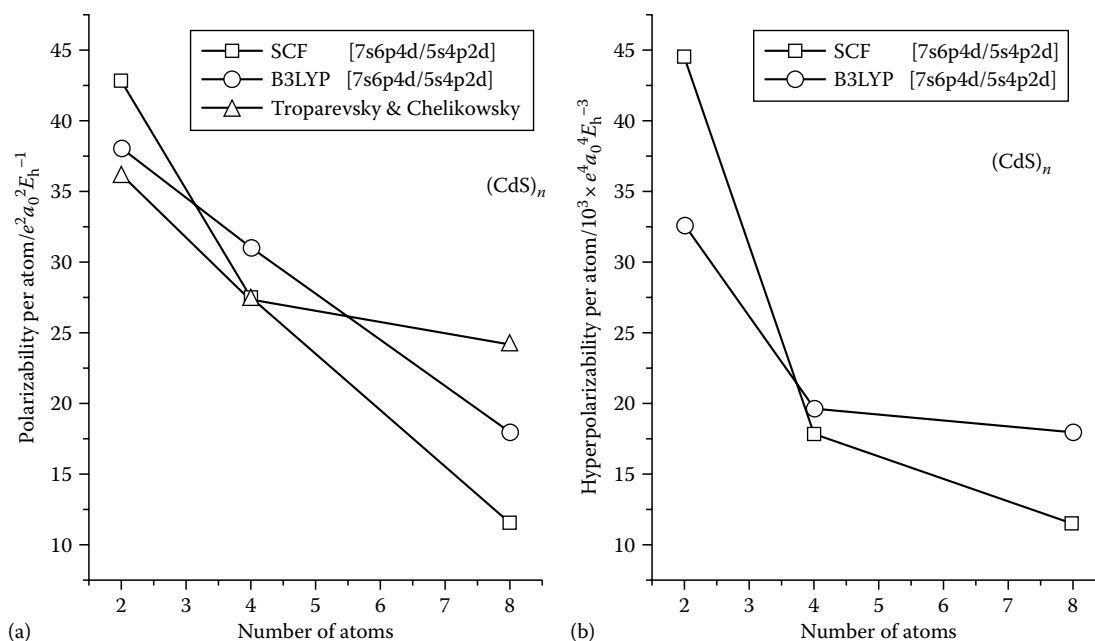 45
40
35
30
25
20
15
10
Polarizability per atom/e²a₀²Eₕ⁻¹
SCF [7s6p4d/5s4p2d]
B3LYP [7s6p4d/5s4p2d]
Troparevsky & Chelikowsky
(CdS)ₙ
2 3 4 5 6 7 8
(a) Number of atoms
45
40
35
30
25
20
15
10
Hyperpolarizability per atom/10³ × e⁴a₀⁴Eₕ⁻³
SCF [7s6p4d/5s4p2d]
B3LYP [7s6p4d/5s4p2d]
(CdS)ₙ
2 3 4 5 6 7 8
(b) Number of atoms